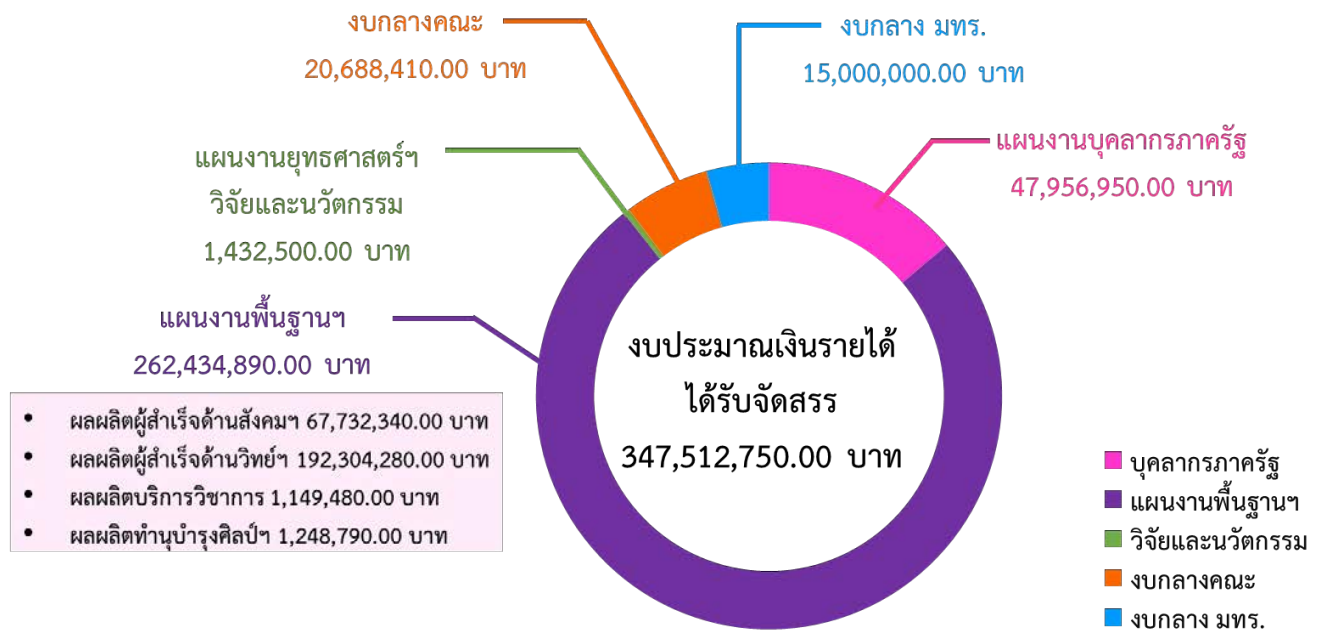 งบกลางคณะ
20,688,410.00 บาท
งบกลาง มทร.
15,000,000.00 บาท
แผนงานบุคลากรภาครัฐ
47,956,950.00 บาท
แผนงานยุทธศาสตร์ฯ
วิจัยและนวัตกรรม
1,432,500.00 บาท
แผนงานพื้นฐานฯ
262,434,890.00 บาท
• ผลผลิตผู้สำเร็จด้านสังคมฯ 67,732,340.00 บาท
• ผลผลิตผู้สำเร็จด้านวิทย์ฯ 192,304,280.00 บาท
• ผลผลิตบริการวิชาการ 1,149,480.00 บาท
• ผลผลิตทำนุบำรุงศิลป์ฯ 1,248,790.00 บาท
งบประมาณเงินรายได้
ได้รับจัดสรร
347,512,750.00 บาท
บุคลากรภาครัฐ
แผนงานพื้นฐานฯ
วิจัยและนวัตกรรม
งบกลางคณะ
งบกลาง มทร.